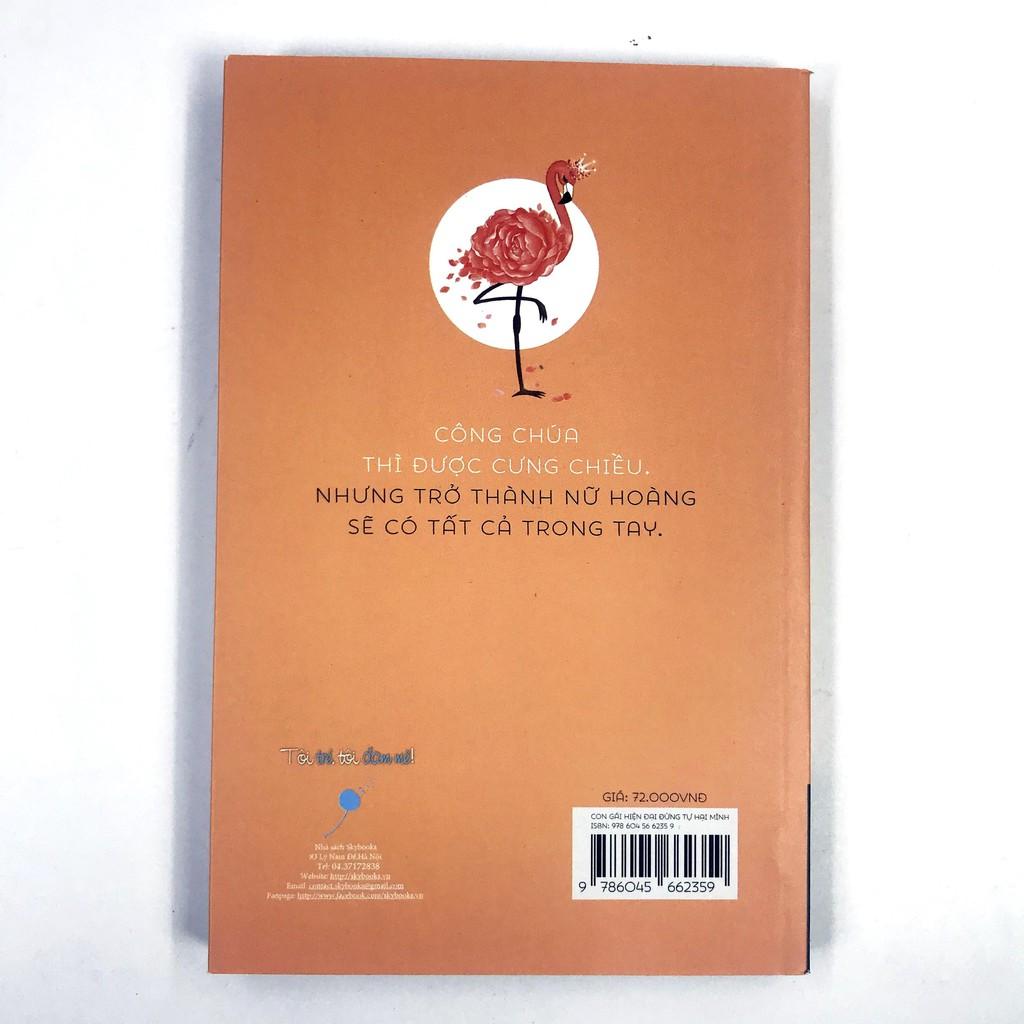 CÔNG CHÚA
THÌ ĐƯỢC CƯNG CHIỀU.
NHƯNG TRỞ THÀNH NỮ HOÀNG
SẼ CÓ TẤT CẢ TRONG TAY.
Tôi trẻ, tôi đam mê!
Nhà sách Skybooks
Lý Nam Đế, Hà Nội
Tel: 04.37172838
Website: http://skybooks.vn
Email: contact.skybooks@gmail.com
Fanpage: http://www.facebook.com/skybooks.vn
GIÁ: 72.000VNĐ
CON GÁI HIỆN ĐẠI ĐỪNG TỰ HẠI MÌNH
ISBN: 978 604 56 6235 9
9 786045 662359